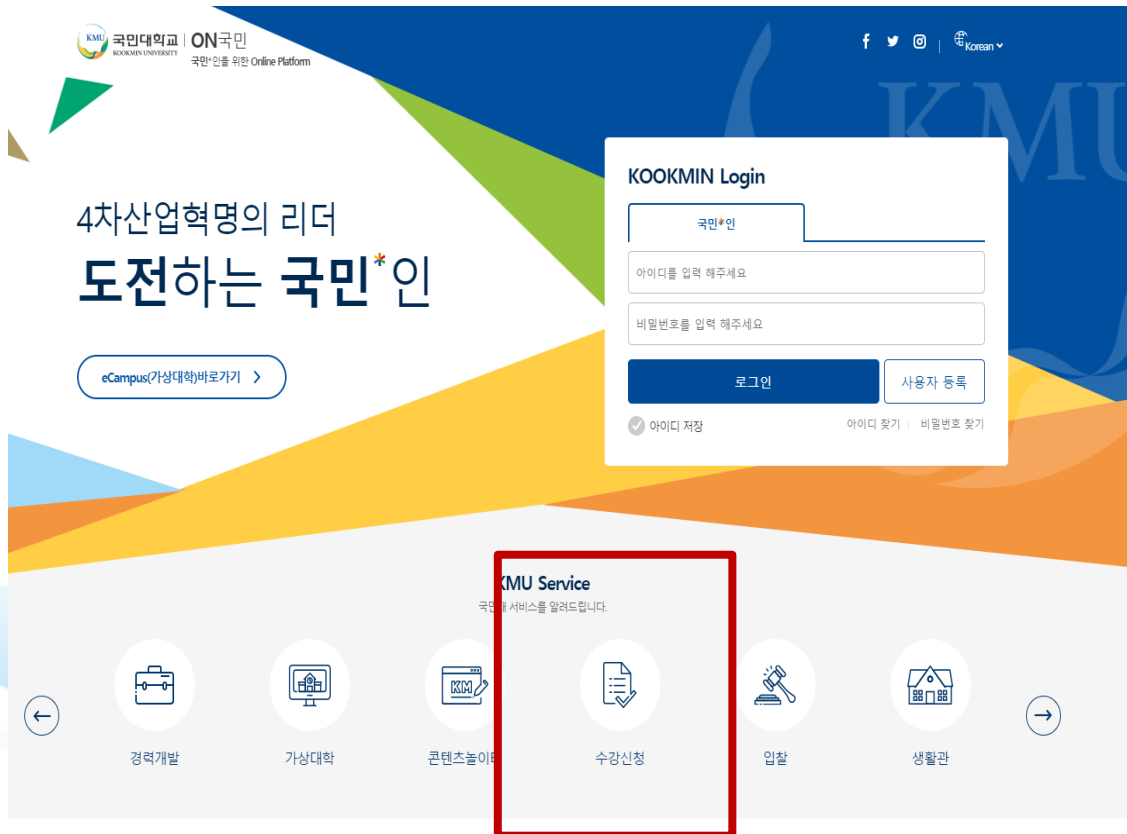 KMU 국민대학교 ON국민
KOOKMIN UNIVERSITY
국민*인을 위한 Online Platform
Korean
KMU
KOOKMIN Login
국민*인
4차산업혁명의 리더
도전하는 국민*인
아이디를 입력 해주세요
비밀번호를 입력 해주세요
eCampus(가상대학)바로가기
로그인 사용자 등록
아이디 저장 아이디 찾기 비밀번호 찾기
KMU Service
서비스를 알려드립니다.
KM
경력개발 가상대학 콘텐츠놀이터 수강신청 입찰 생활관